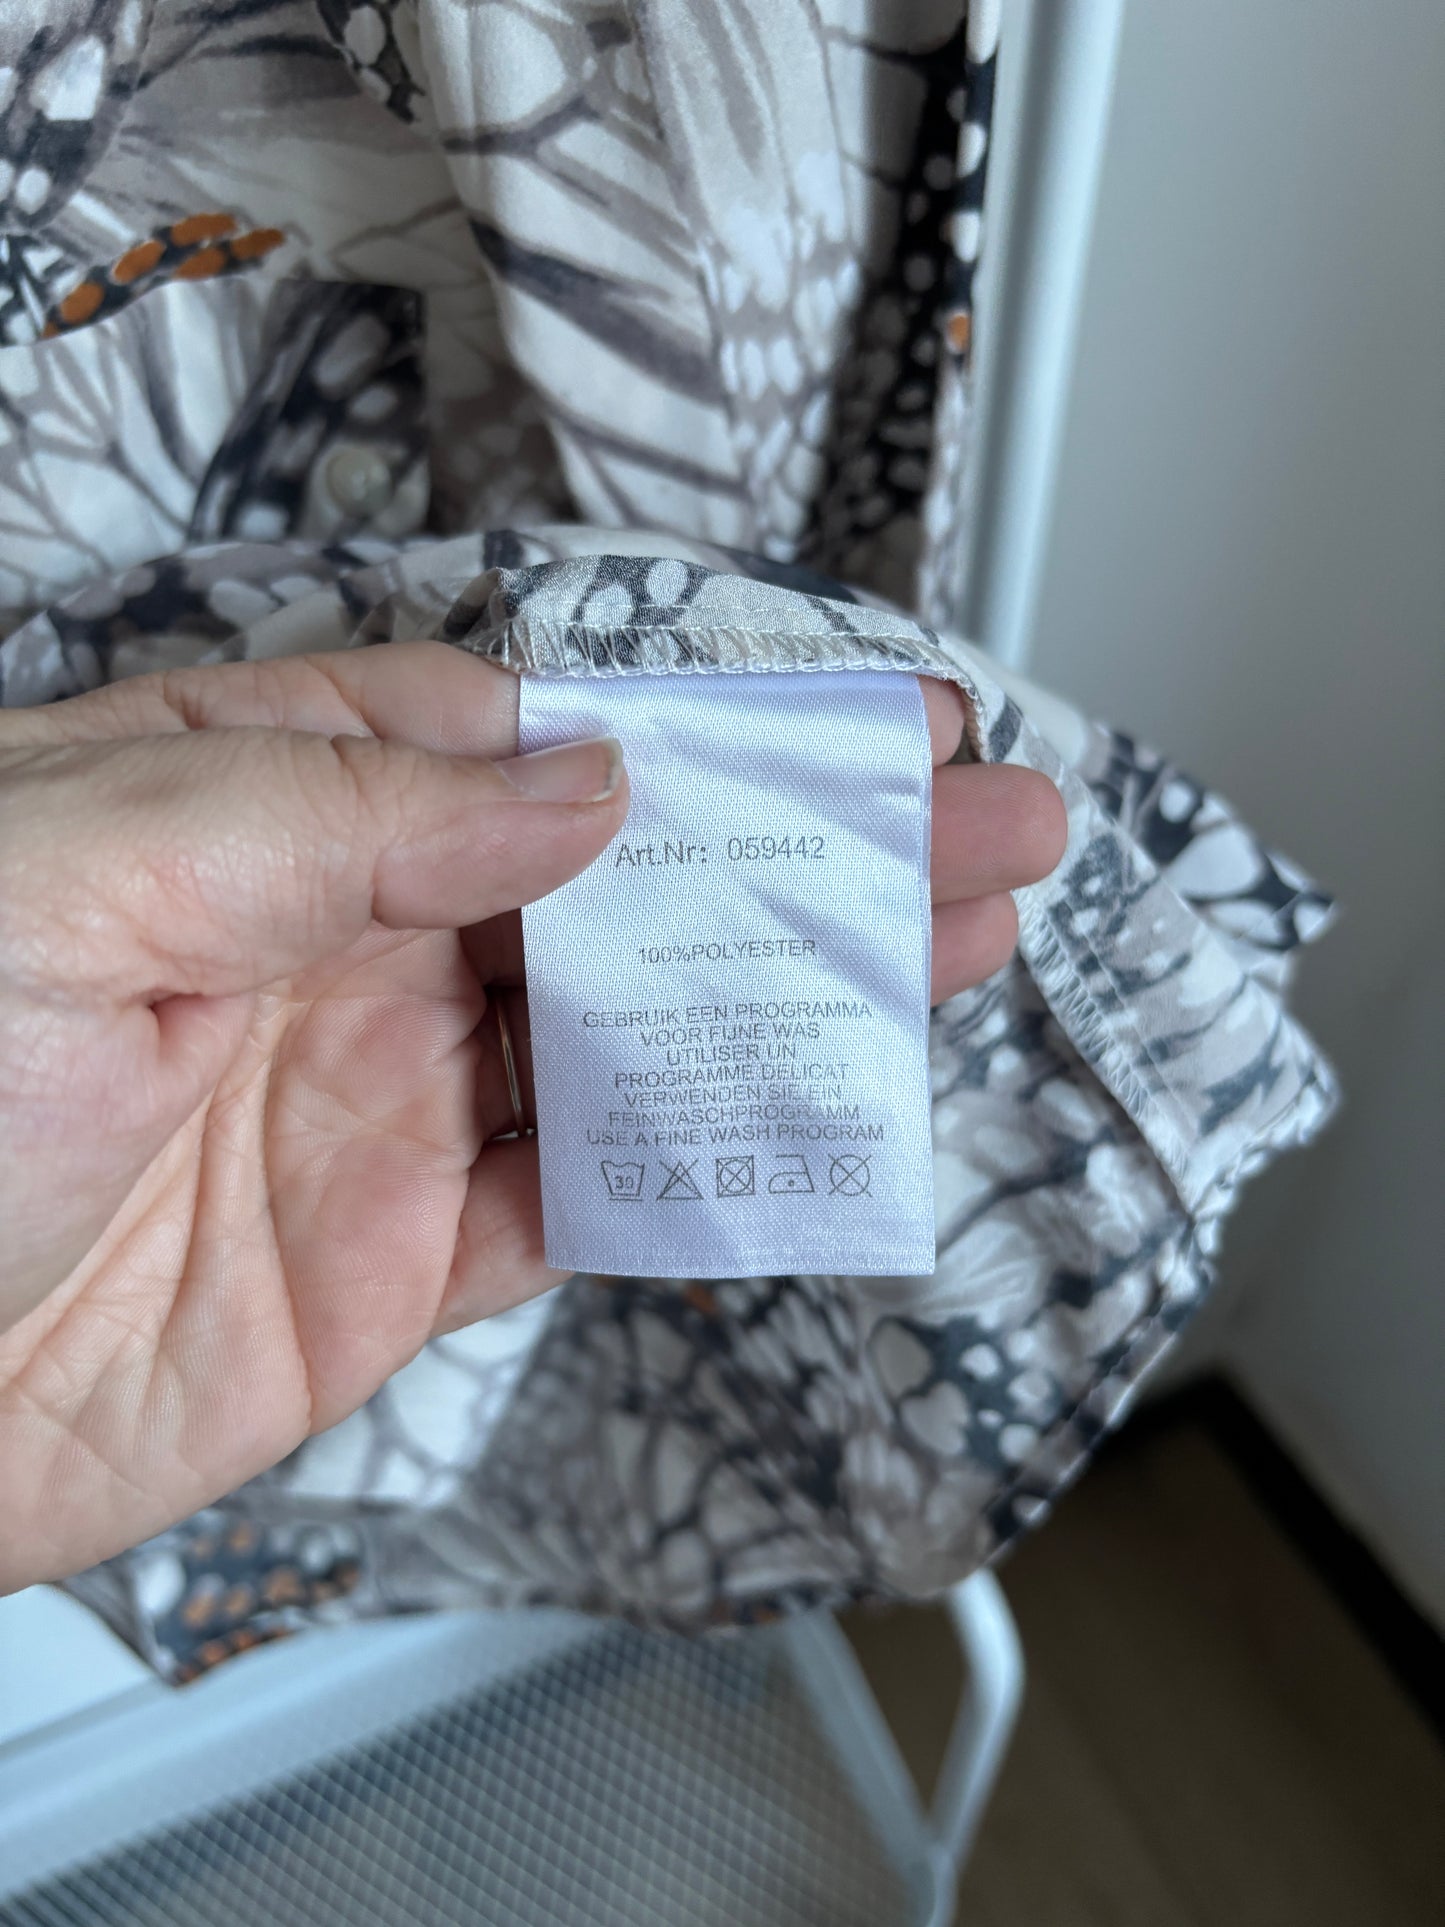 Art.Nr: 059442
100%POLYESTER
GEBRUIK EEN PROGRAMMA
VOOR FIJNE WAS
UTILISER UN
PROGRAMME DELICAT
VERWENDEN SIE EIN
FEINWASCHPROGRAMM
USE A FINE WASH PROGRAM
30